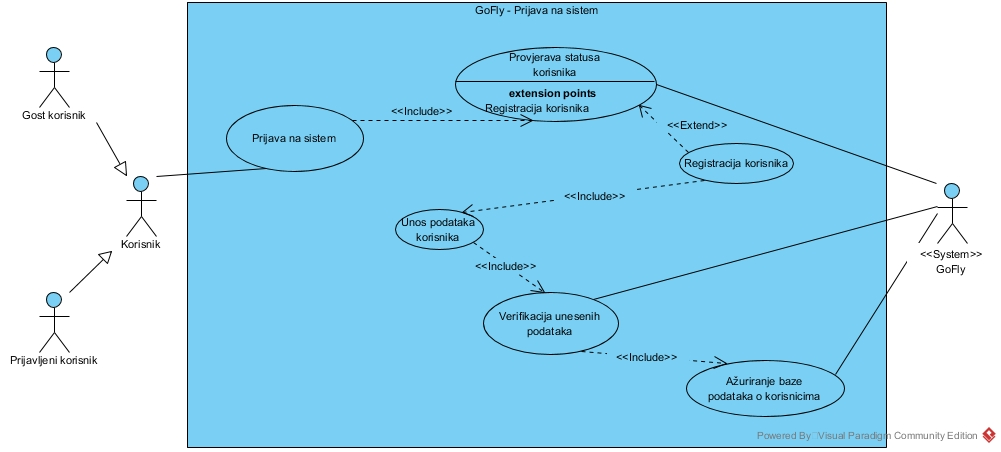 GoFly - Prijava na sistem
Gost korisnik
Korisnik
Prijavljeni korisnik
Prijava na sistem
<<Include>>
Provjerava statusa
korisnika
extension points
Registracija korisnika
<<Extend>>
Registracija korisnika
<<Include>>
Unos podataka
korisnika
<<Include>>
Verifikacija unesenih
podataka
<<Include>>
Ažuriranje baze
podataka o korisnicima
<<System>>
GoFly
Powered By Visual Paradigm Community Edition